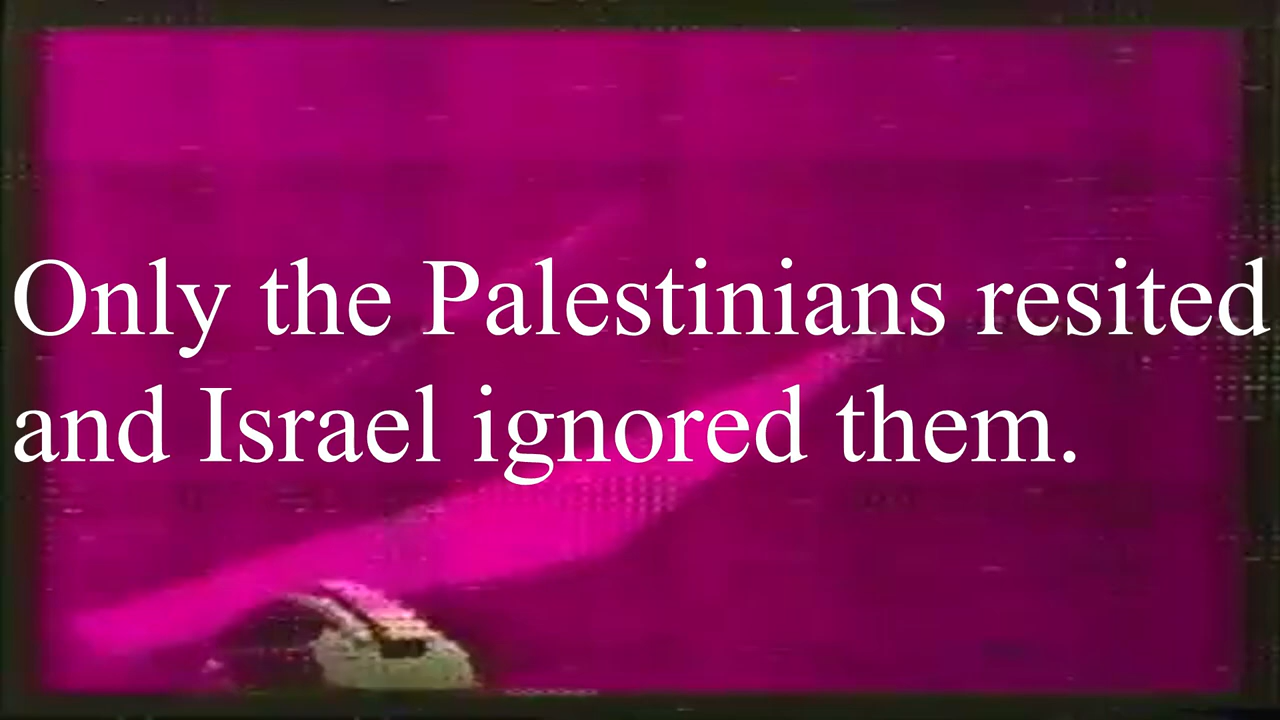 Only the Palestinians resited
and Israel ignored them.